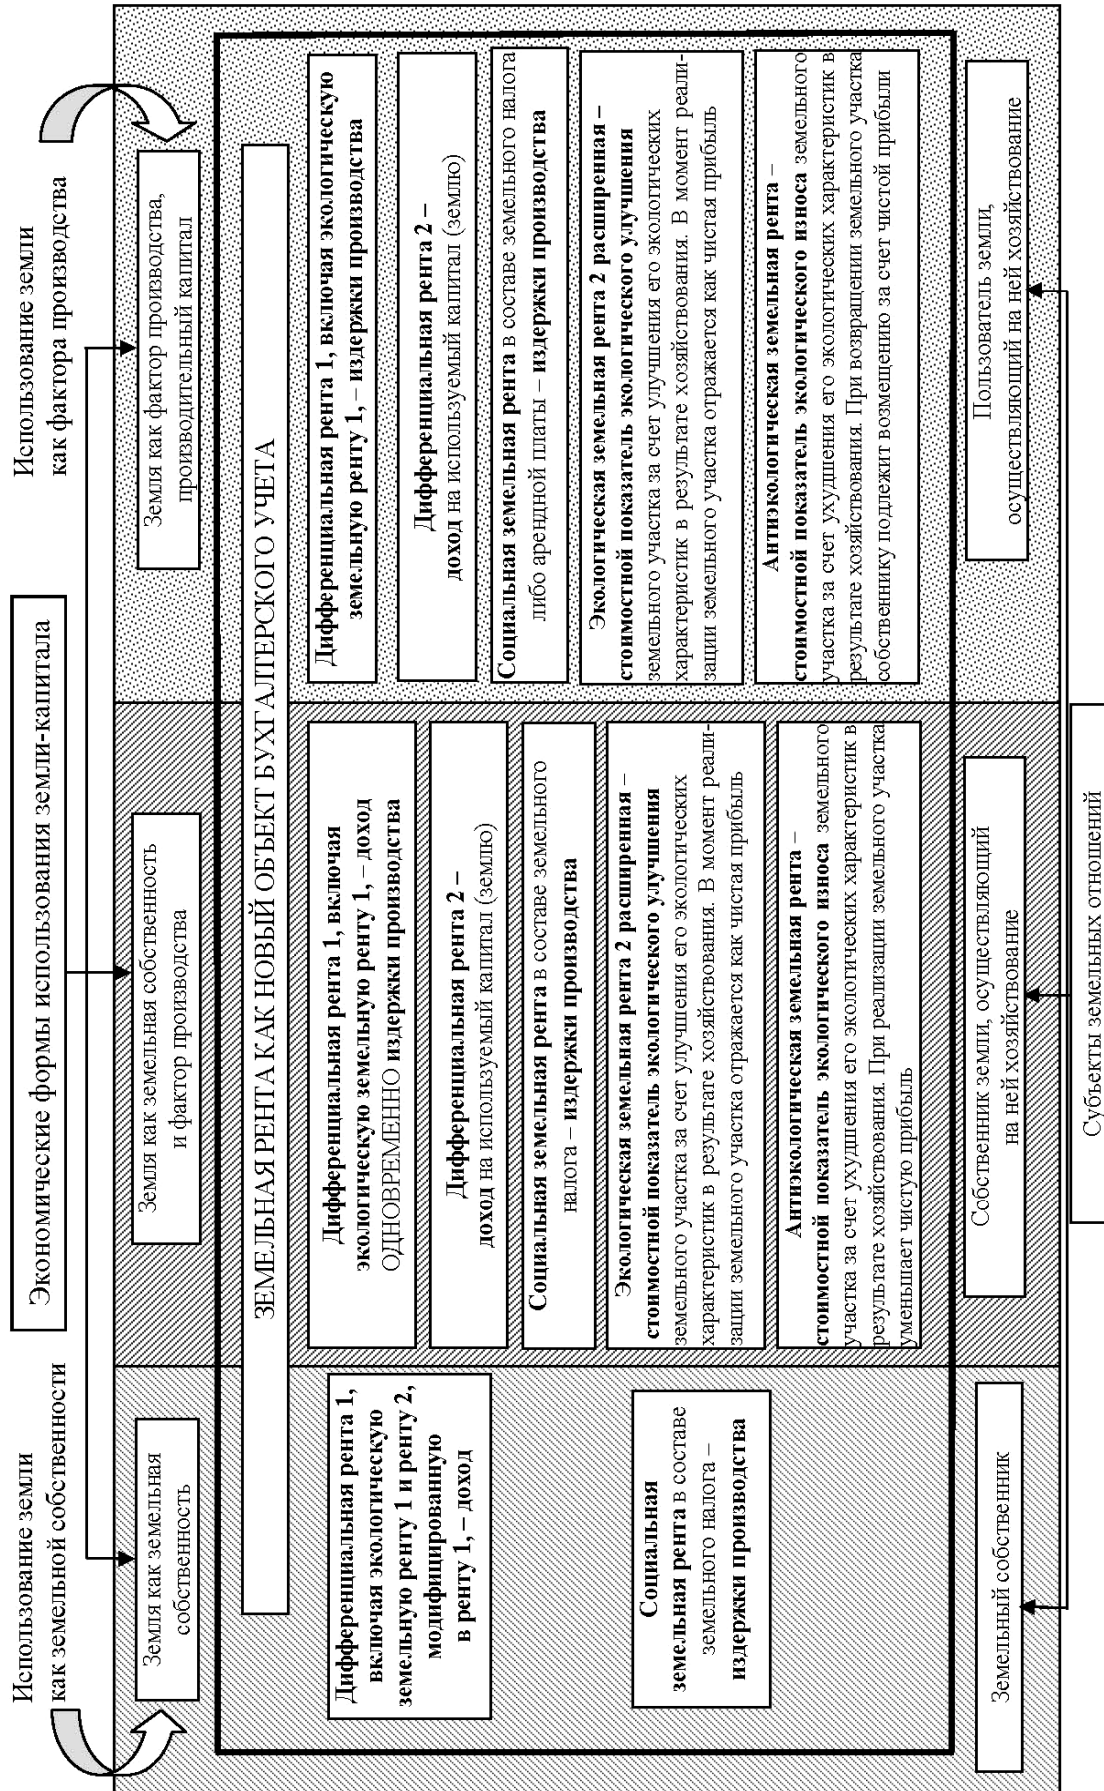 Экономические формы использования земли-капитала
Использование земли
как земельной собственности
Использование земли
как фактора производства
Земля как земельная
собственность
Земля как земельная собственность
и фактор производства
Земля как фактор производства,
производительный капитал
ЗЕМЕЛЬНАЯ РЕНТА КАК НОВЫЙ ОБЪЕКТ БУХГАЛТЕРСКОГО УЧЕТА
Дифференциальная рента 1,
включая экологическую
земельную ренту 1 и ренту 2,
модифицированную
в ренту 1, – доход
Социальная
земельная рента в составе
земельного налога –
издержки производства
Дифференциальная рента 1, включая
экологическую земельную ренту 1, – доход
ОДНОВРЕМЕННО издержки производства
Дифференциальная рента 2 –
доход на используемый капитал (землю)
Социальная земельная рента в составе земельного
налога – издержки производства
Экологическая земельная рента 2 расширенная –
стоимостной показатель экологического улучшения
земельного участка за счет улучшения его экологических
характеристик в результате хозяйствования. В момент реали-
зации земельного участка отражается как чистая прибыль
Антиэкологическая земельная рента –
стоимостной показатель экологического износа земельного
участка за счет ухудшения его экологических характеристик в
результате хозяйствования. При реализации земельного участка
уменьшает чистую прибыль
Дифференциальная рента 1, включая экологическую
земельную ренту 1, – издержки производства
Дифференциальная рента 2 –
доход на используемый капитал (землю)
Социальная земельная рента в составе земельного налога
либо арендной платы – издержки производства
Экологическая земельная рента 2 расширенная –
стоимостной показатель экологического улучшения
земельного участка за счет улучшения его экологических
характеристик в результате хозяйствования. В момент реали-
зации земельного участка отражается как чистая прибыль
Антиэкологическая земельная рента –
стоимостной показатель экологического износа земельного
участка за счет ухудшения его экологических характеристик в
результате хозяйствования. При возвращении земельного участка
собственнику подлежит возмещению за счет чистой прибыли
Земельный собственник
Собственник земли, осуществляющий
на ней хозяйствование
Пользователь земли,
осуществляющий на ней хозяйствование
Субъекты земельных отношений